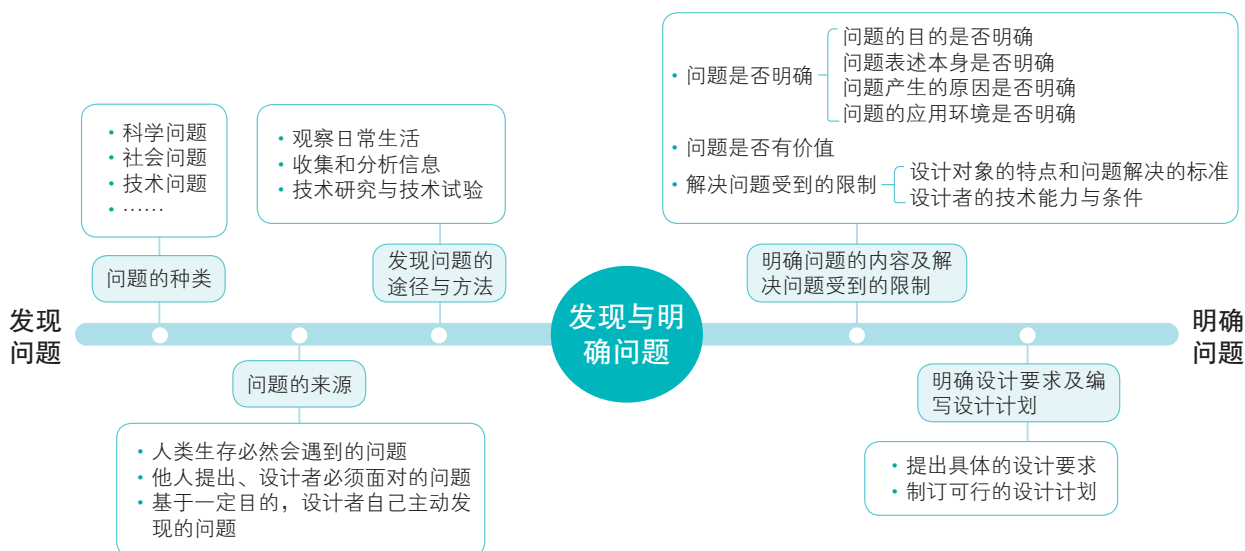 发现
问题
• 科学问题
• 社会问题
• 技术问题
• ……
问题的种类
问题的来源
• 人类生存必然会遇到的问题
• 他人提出、设计者必须面对的问题
• 基于一定目的，设计者自己主动发
现的问题
• 观察日常生活
• 收集和分析信息
• 技术研究与技术试验
发现问题的
途径与方法
发现与明
确问题
• 问题是否明确
问题的目的是否明确
问题表述本身是否明确
问题产生的原因是否明确
问题的应用环境是否明确
• 问题是否有价值
• 解决问题受到的限制
设计对象的特点和问题解决的标准
设计者的技术能力与条件
明确问题的内容及解
决问题受到的限制
明确设计要求及编
写设计计划
• 提出具体的设计要求
• 制订可行的设计计划
明确
问题